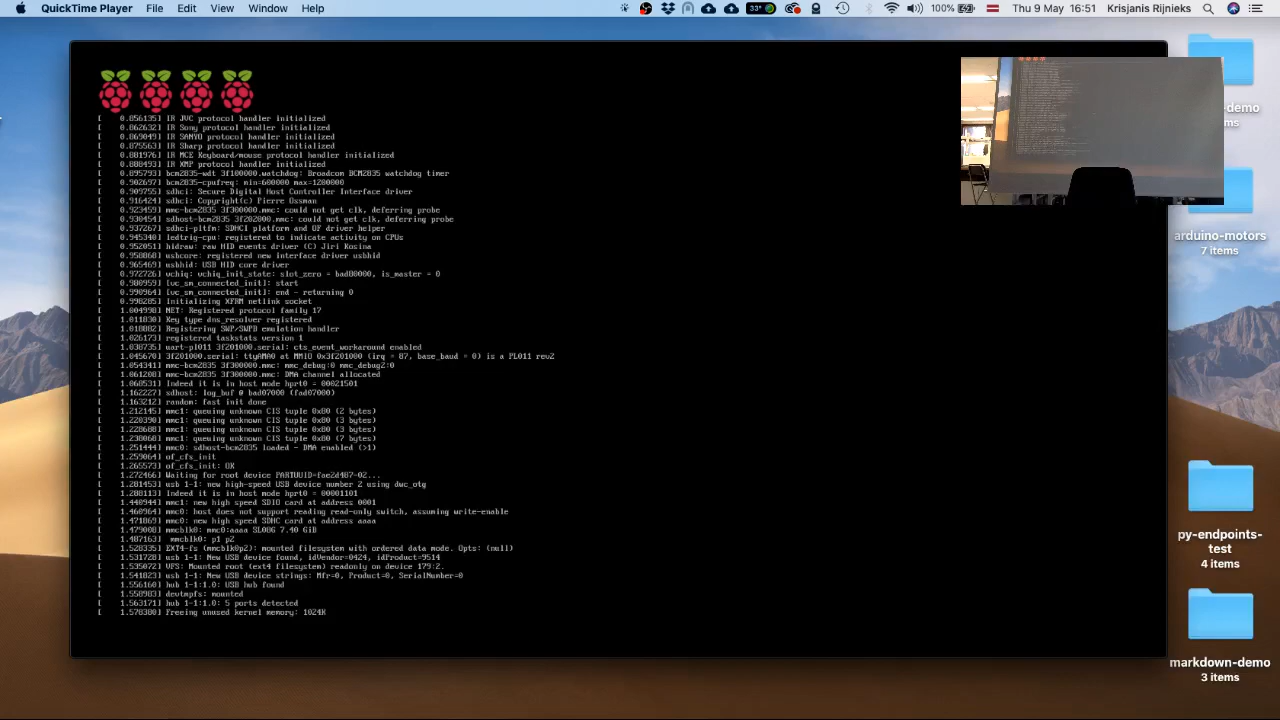 QuickTime Player File Edit View Window Help 33° 100% Thu 9 May 16:51 Krisjanis Rijnieks
[    0.856135] IR JVC protocol handler initialized
[    0.862632] IR Sony protocol handler initialized
[    0.869049] IR SANYO protocol handler initialized
[    0.875563] IR Sharp protocol handler initialized
[    0.881976] IR MCE Keyboard/mouse protocol handler initialized
[    0.888493] IR XMP protocol handler initialized
[    0.895793] bcm2835-wdt 3f100000.watchdog: Broadcom BCM2835 watchdog timer
[    0.902697] bcm2835-cpufreq: min=600000 max=1200000
[    0.909755] sdhci: Secure Digital Host Controller Interface driver
[    0.916424] sdhci: Copyright(c) Pierre Ossman
[    0.923459] mmc-bcm2835 3f300000.mmc: could not get clk, deferring probe
[    0.930454] sdhost-bcm2835 3f202000.mmc: could not get clk, deferring probe
[    0.937267] sdhci-pltfm: SDHCI platform and OF driver helper
[    0.945340] ledtrig-cpu: registered to indicate activity on CPUs
[    0.952051] hidraw: raw HID events driver (C) Jiri Kosina
[    0.958868] usbcore: registered new interface driver usbhid
[    0.965469] usbhid: USB HID core driver
[    0.972726] vchiq: vchiq_init_state: slot_zero = bad80000, is_master = 0
[    0.980959] [vc_sm_connected_init]: start
[    0.990964] [vc_sm_connected_init]: end - returning 0
[    0.998285] Initializing XFRM netlink socket
[    1.004998] NET: Registered protocol family 17
[    1.011830] Key type dns_resolver registered
[    1.018882] Registering SWP/SWPB emulation handler
[    1.026173] registered taskstats version 1
[    1.038735] uart-pl011 3f201000.serial: cts_event_workaround enabled
[    1.045670] 3f201000.serial: ttyAMA0 at MMIO 0x3f201000 (irq = 87, base_baud = 0) is a PL011 rev2
[    1.054341] mmc-bcm2835 3f300000.mmc: mmc_debug:0 mmc_debug2:0
[    1.061208] mmc-bcm2835 3f300000.mmc: DMA channel allocated
[    1.068531] Indeed it is in host mode hprt0 = 00021501
[    1.162227] sdhost: log_buf @ bad07000 (fad07000)
[    1.163212] random: fast init done
[    1.212145] mmc1: queuing unknown CIS tuple 0x80 (2 bytes)
[    1.220390] mmc1: queuing unknown CIS tuple 0x80 (3 bytes)
[    1.228688] mmc1: queuing unknown CIS tuple 0x80 (3 bytes)
[    1.238068] mmc1: queuing unknown CIS tuple 0x80 (7 bytes)
[    1.251444] mmc0: sdhost-bcm2835 loaded - DMA enabled (>1)
[    1.259064] of_cfs_init
[    1.265573] of_cfs_init: OK
[    1.272466] Waiting for root device PARTUUID=fae2d487-02...
[    1.281453] usb 1-1: new high-speed USB device number 2 using dwc_otg
[    1.288113] Indeed it is in host mode hprt0 = 00001101
[    1.440944] mmc1: new high speed SDIO card at address 0001
[    1.460964] mmc0: host does not support reading read-only switch, assuming write-enable
[    1.471869] mmc0: new high speed SDHC card at address aaaa
[    1.479008] mmcblk0: mmc0:aaaa SL08G 7.40 GiB
[    1.487163]  mmcblk0: p1 p2
[    1.528335] EXT4-fs (mmcblk0p2): mounted filesystem with ordered data mode. Opts: (null)
[    1.531728] usb 1-1: New USB device found, idVendor=0424, idProduct=9514
[    1.535072] VFS: Mounted root (ext4 filesystem) readonly on device 179:2.
[    1.541823] usb 1-1: New USB device strings: Mfr=0, Product=0, SerialNumber=0
[    1.556160] hub 1-1:1.0: USB hub found
[    1.558983] devtmpfs: mounted
[    1.563171] hub 1-1:1.0: 5 ports detected
[    1.578380] Freeing unused kernel memory: 1024K
-demo
ms
arduino-motors
7 items
py-endpoints-
test
4 items
markdown-demo
3 items